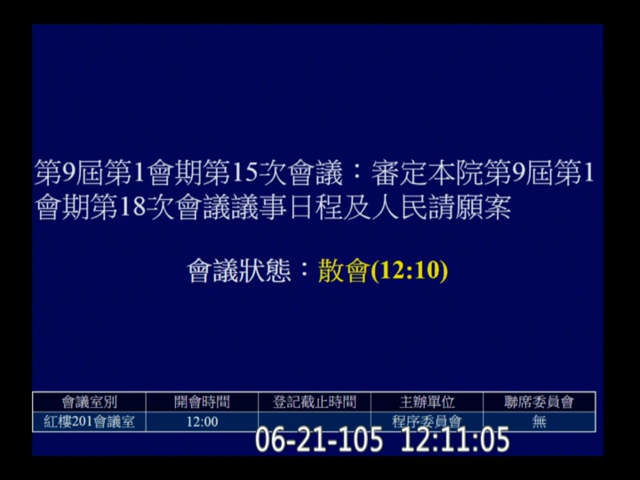 第9屆第1會期第15次會議：審定本院第9屆第1
會期第18次會議議事日程及人民請願案
會議狀態：散會(12:10)
會議室別 開會時間 登記截止時間 主辦單位 聯席委員會
紅樓201會議室 12:00 程序委員會 無
06-21-105 12:11:05